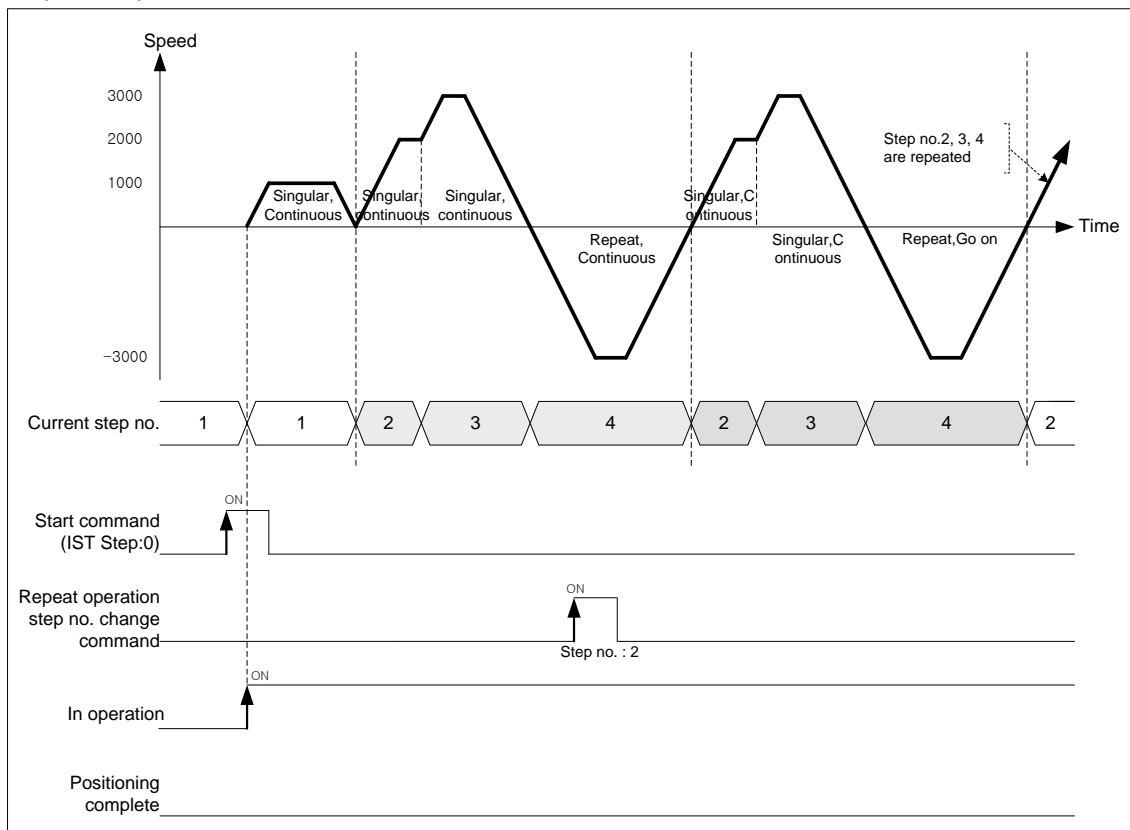 Speed
3000
2000
1000
-3000
Singular,
Continuous
Singular,
continuous
Singular,
continuous
Repeat,
Continuous
Singular,C
ontinuous
Singular,C
ontinuous
Repeat,Go on
Step no.2, 3, 4
are repeated
Time
Current step no.
1
1
2
3
4
2
3
4
2
Start command
(IST Step:0)
ON
Repeat operation
step no. change
command
ON
Step no. : 2
In operation
ON
Positioning
complete